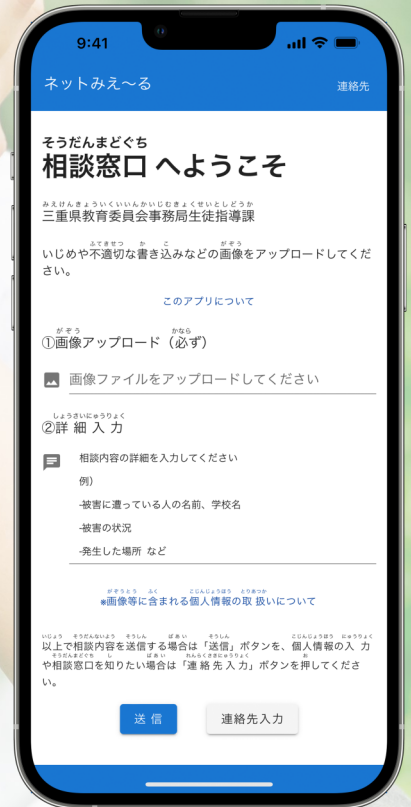 9:41
ネットみえ〜る
連絡先
そうだんまどぐち
相談窓口 へようこそ
みえけんきょういくいいんかいじむきょくせいとしどうか
三重県教育委員会事務局生徒指導課
ふてきせつ か こ がぞう
いじめや不適切な書き込みなどの画像をアップロードしてくだ
さい。
このアプリについて
がぞう かなら
①画像アップロード（必ず）
画像ファイルをアップロードしてください
しょうさいにゅうりょく
②詳 細 入 力
相談内容の詳細を入力してください
例）
-被害に遭っている人の名前、学校名
-被害の状況
-発生した場所 など
がぞうとう ふく こじんじょうほう とりあつか
※画像等に含まれる個人情報の取 扱いについて
いじょう そうだんないよう そうしん ばあい そうしん こじんじょうほう にゅうりょく
以上で相談内容を送信する場合は「送信」ボタンを、個人情報の入 力
そうだんまどぐち し ばあい れんらくさきにゅうりょく お
や相談窓口を知りたい場合は「連 絡 先 入 力」ボタンを押してくださ
い。
送 信
連絡先入力